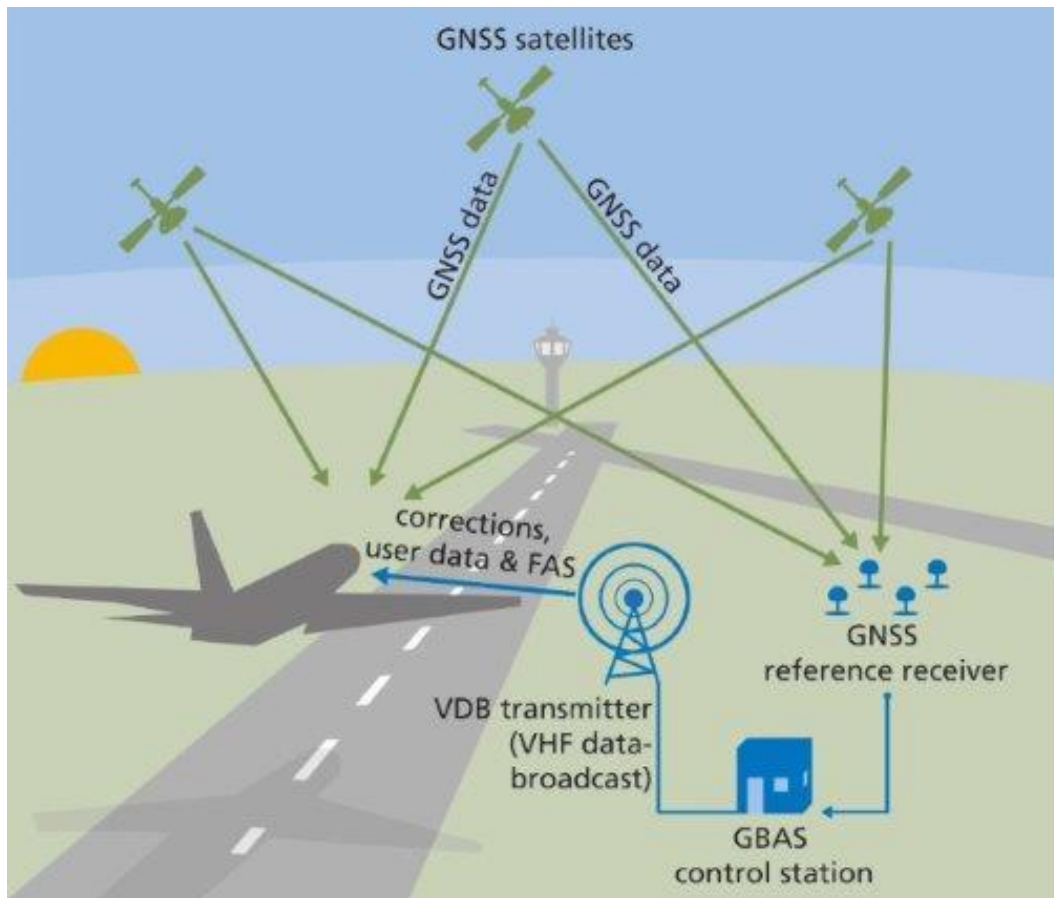 GNSS satellites
GNSS data
GNSS data
corrections,
user data & FAS
GNSS
reference receiver
VDB transmitter
(VHF data-
broadcast)
GBAS
control station